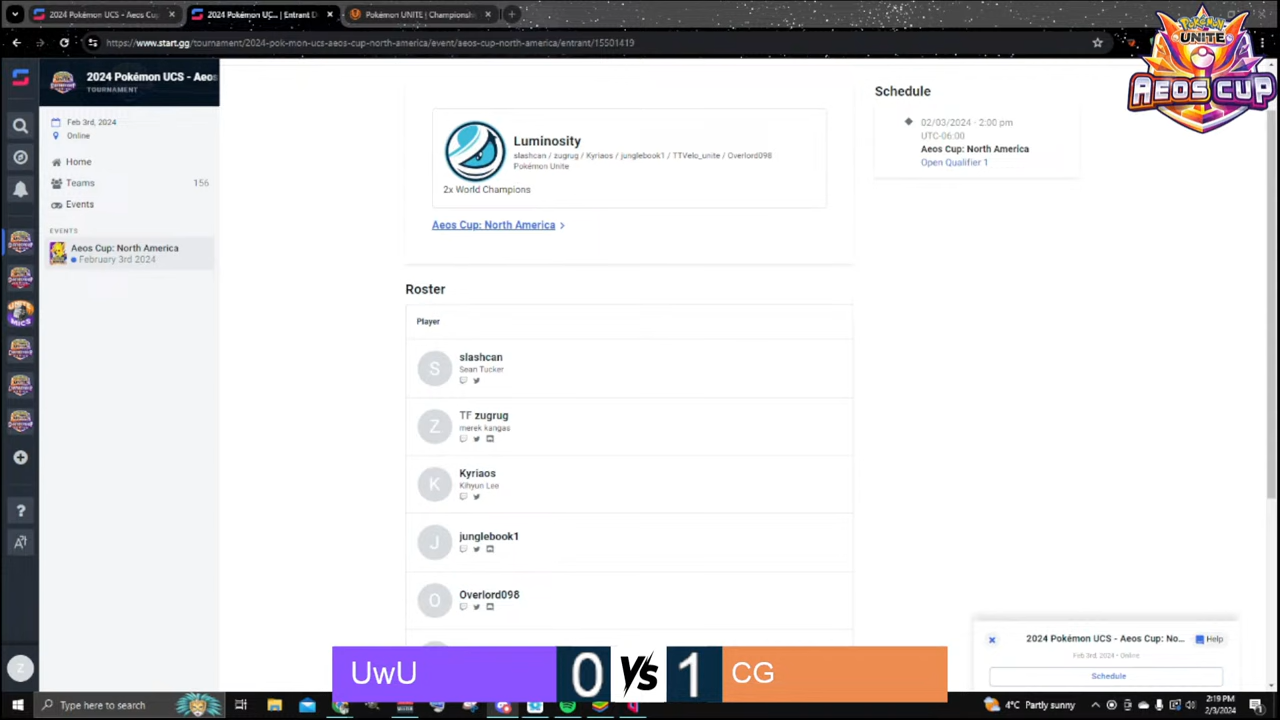 2024 Pokémon UCS - Aeos Cup
2024 Pokémon UC... | Entrant D
Pokémon UNITE | Championsh
https://www.start.gg/tournament/2024-pok-mon-ucs-aeos-cup-north-america/event/aeos-cup-north-america/entrant/15501419
POKÉMON
UNITE
AEOS CUP
2024 Pokémon UCS - Aeos
TOURNAMENT
Feb 3rd, 2024
Online
Home
Teams 156
Events
EVENTS
Aeos Cup: North America
February 3rd 2024
Luminosity
slashcan / zugrug / Kyriaos / junglebook1 / TTVelo_unite / Overlord098
Pokémon Unite
2x World Champions
Aeos Cup: North America
Schedule
02/03/2024 - 2:00 pm
UTC-06:00
Aeos Cup: North America
Open Qualifier 1
Roster
Player
S
slashcan
Sean Tucker
Z
TF zugrug
merek kangas
K
Kyriaos
Kihyun Lee
J
junglebook1
O
Overlord098
?
Z
2024 Pokémon UCS - Aeos Cup: No...
Help
Feb 3rd, 2024 • Online
Schedule
UwU 0 Vs 1 CG
Type here to search
4°C Partly sunny
2:19 PM
2/3/2024